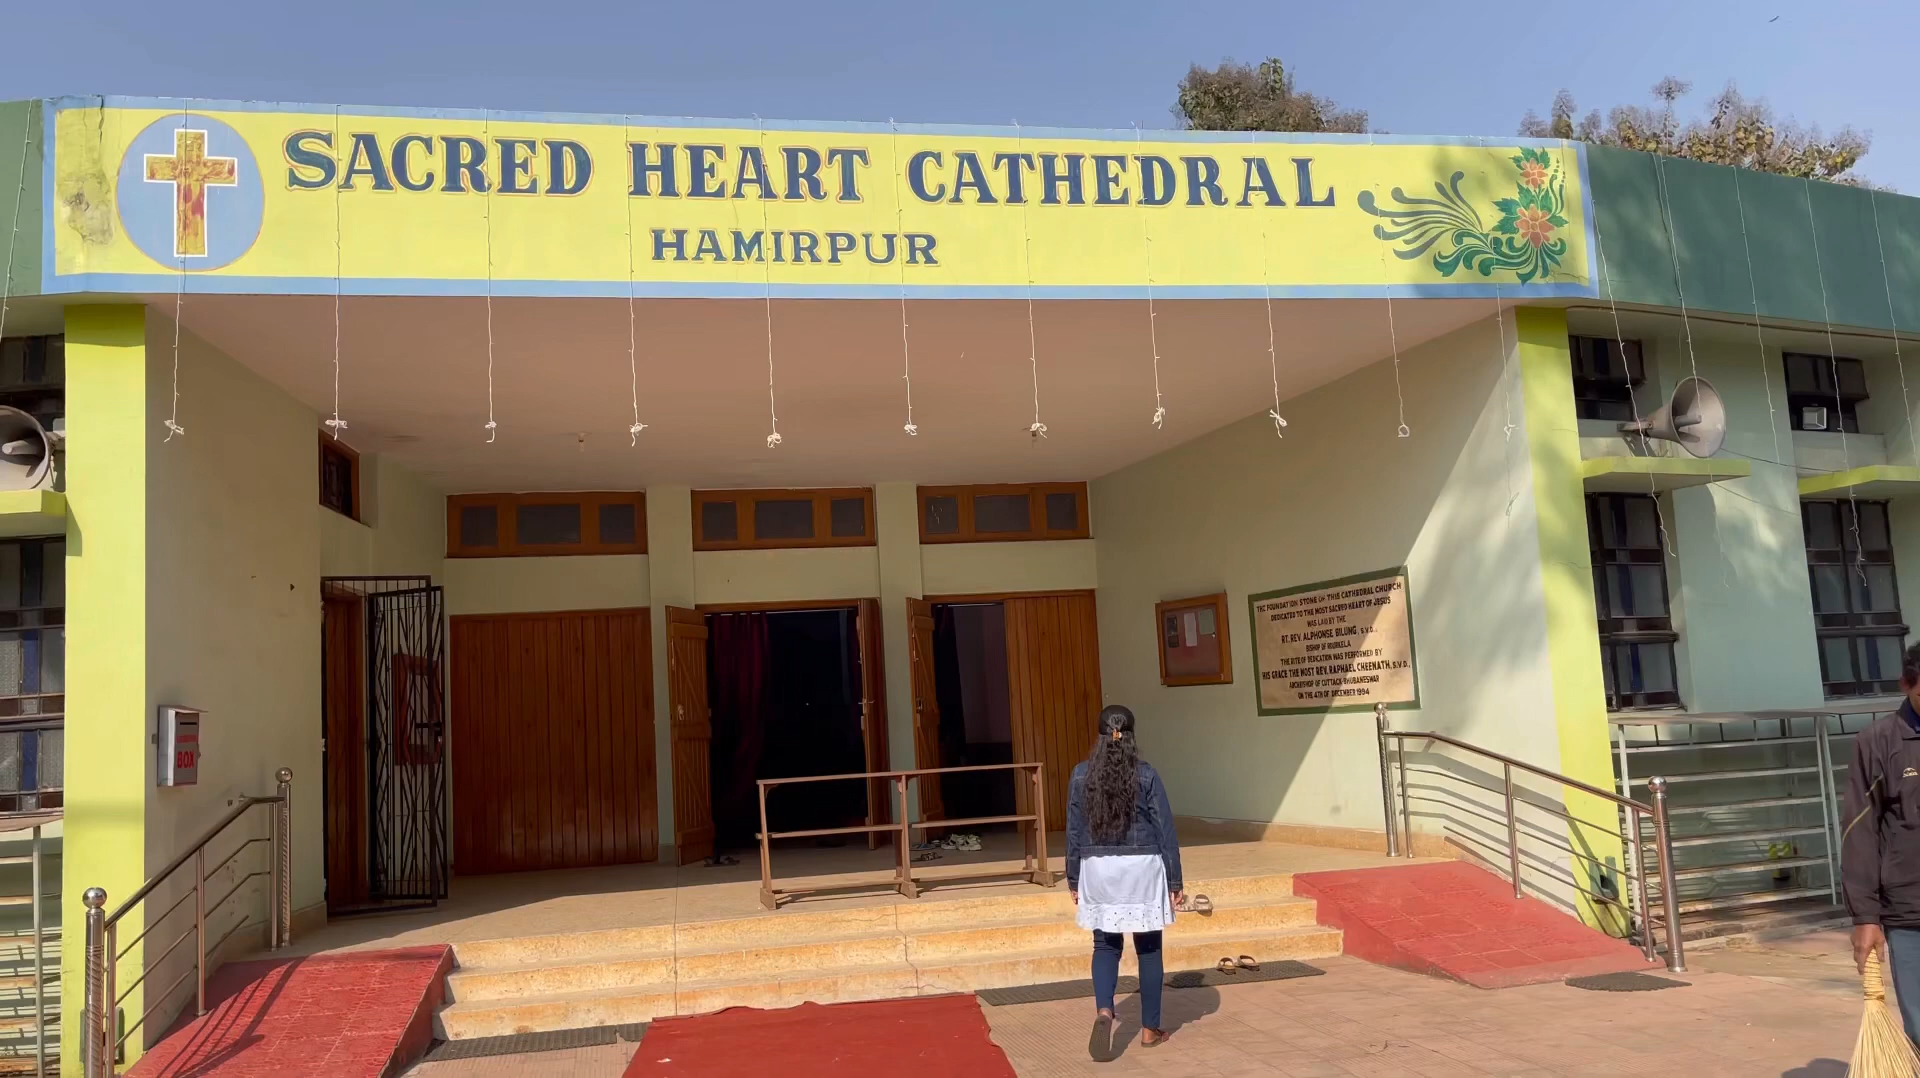 SACRED HEART CATHEDRAL
HAMIRPUR
THE FOUNDATION STONE OF THIS CATHEDRAL CHURCH
DEDICATED TO THE MOST SACRED HEART OF JESUS
WAS LAID BY THE
RT. REV. ALPHONSE BILUNG, S.V.D.,
BISHOP OF ROURKELA
THE RITE OF DEDICATION WAS PERFORMED BY
HIS GRACE THE MOST REV. RAPHAEL CHEENATH, S.V.D.,
ARCHBISHOP OF CUTTACK-BHUBANESWAR
ON THE 4TH OF DECEMBER 1994
BOX